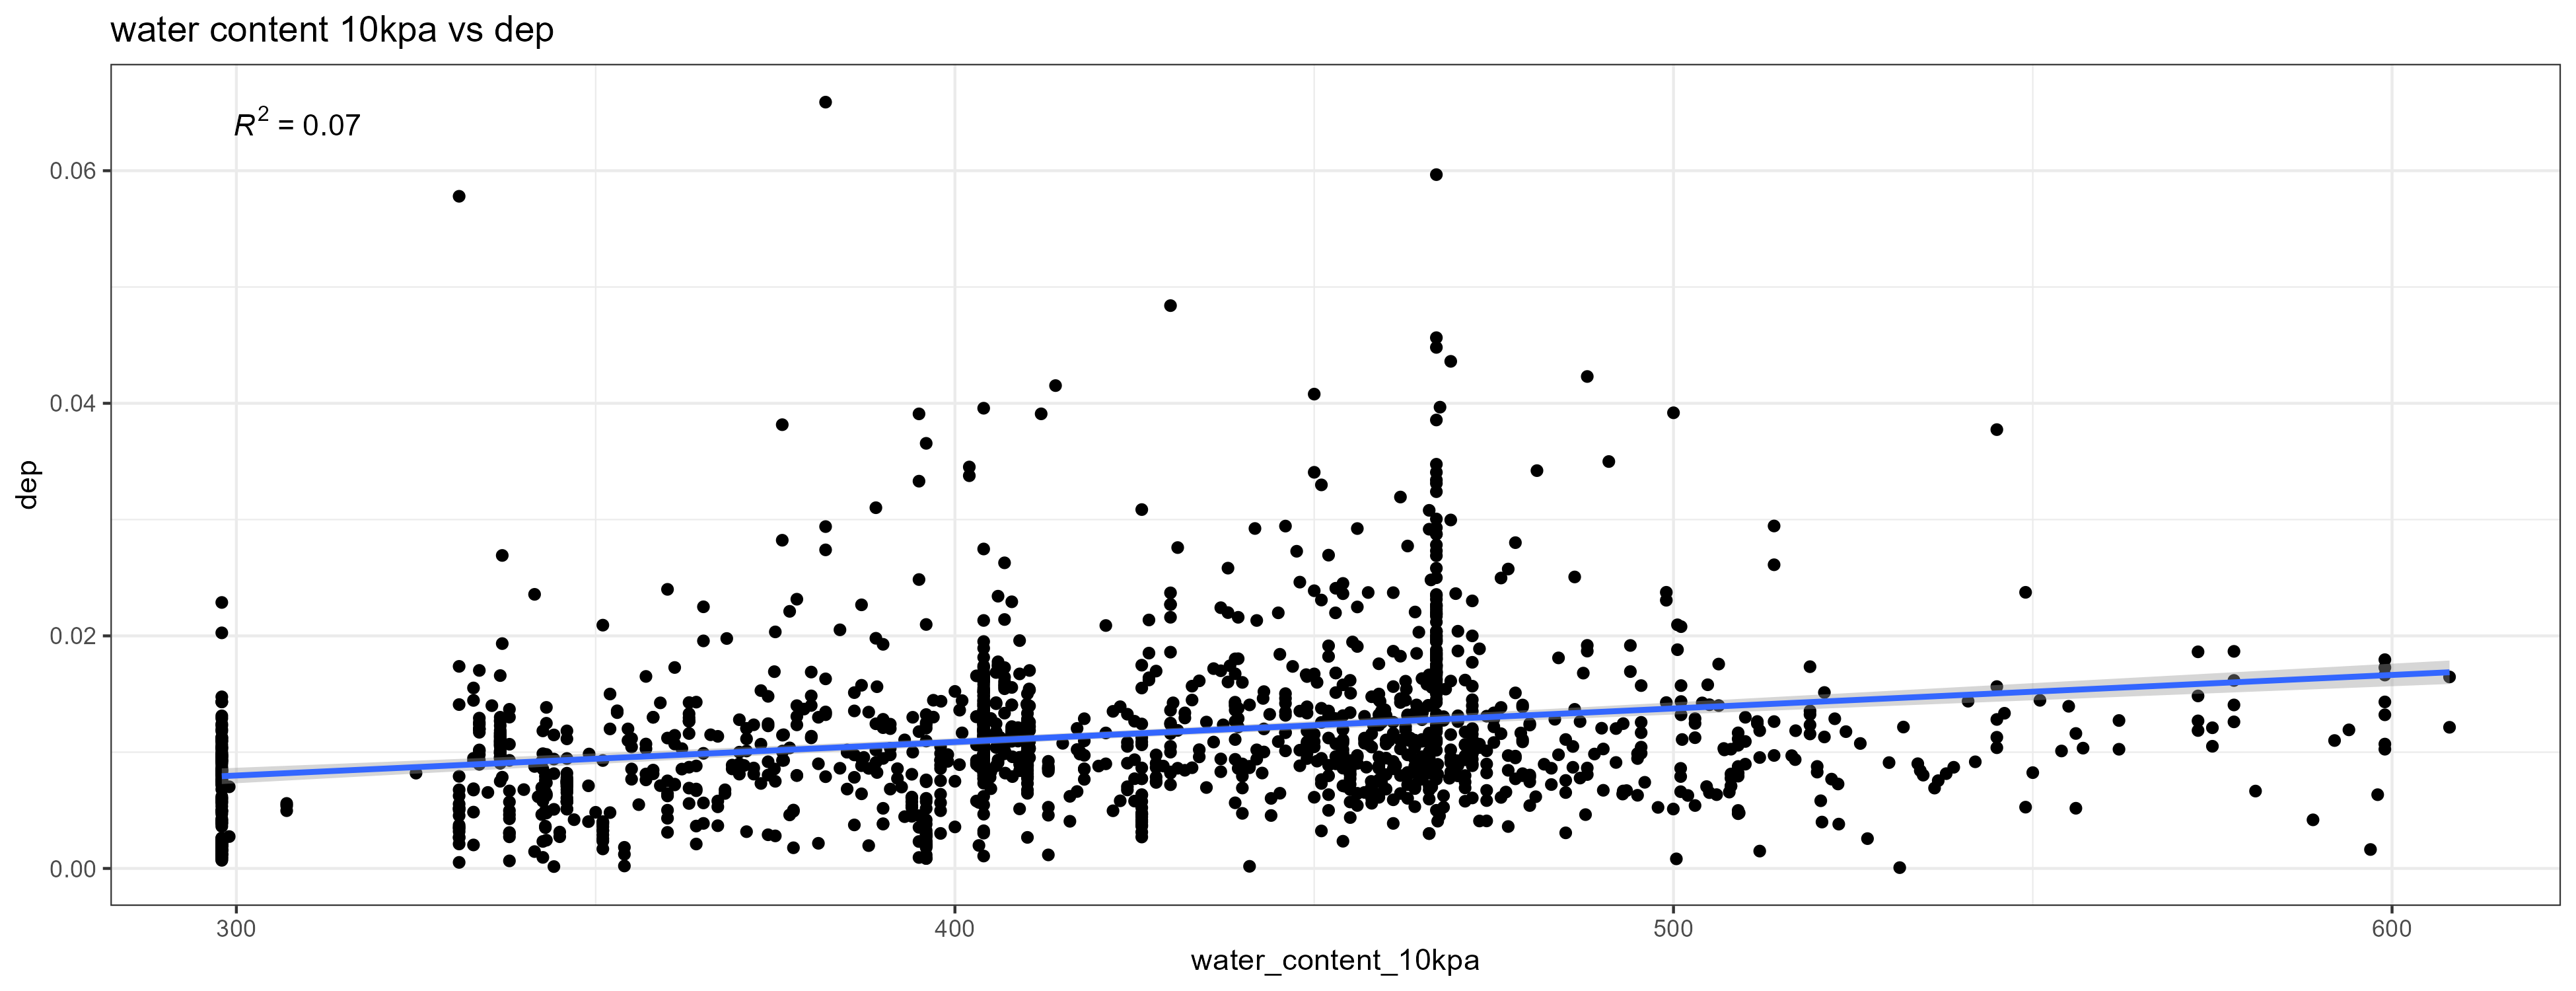 water content 10kpa vs dep
R² = 0.07
0.06
0.04
0.02
0.00
dep
300 400 500 600
water_content_10kpa